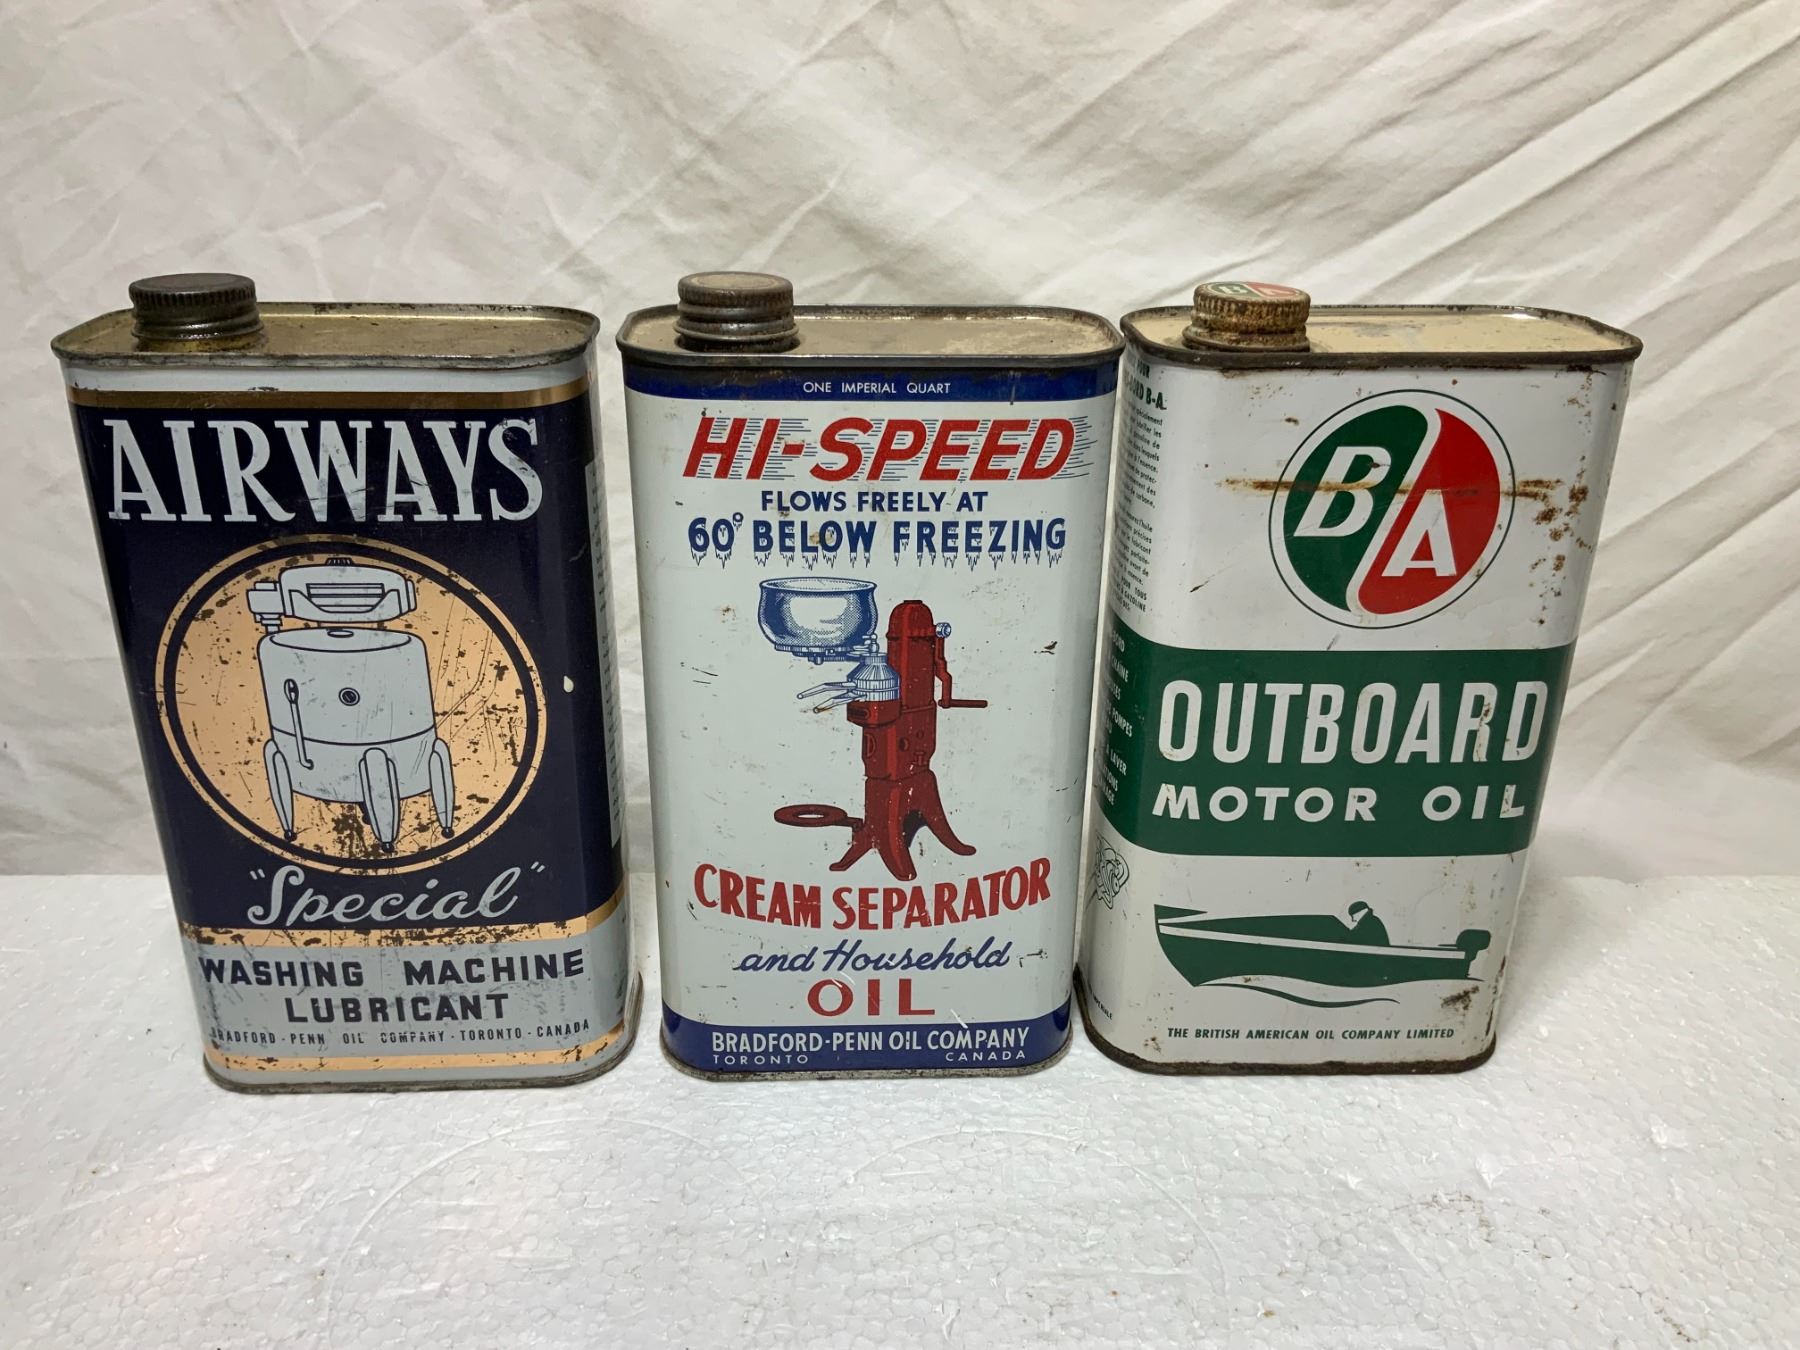 AIRWAYS
"Special"
WASHING MACHINE
LUBRICANT
BRADFORD-PENN OIL COMPANY-TORONTO-CANADA
ONE IMPERIAL QUART
HI-SPEED
FLOWS FREELY AT
60° BELOW FREEZING
CREAM SEPARATOR
and Household
OIL
BRADFORD-PENN OIL COMPANY
TORONTO CANADA
BA
B/A
OUTBOARD
MOTOR OIL
THE BRITISH AMERICAN OIL COMPANY LIMITED
B-A
POMPES
LAVER